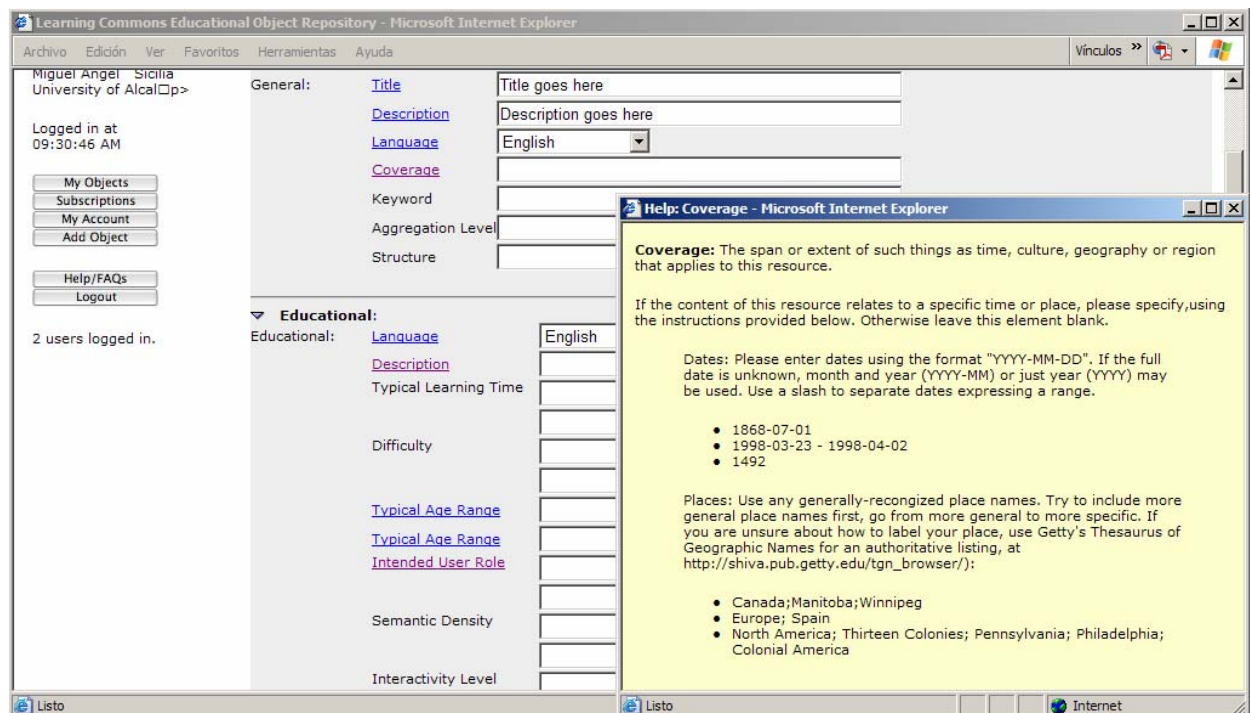 Learning Commons Educational Object Repository - Microsoft Internet Explorer
Archivo Edición Ver Favoritos Herramientas Ayuda Vínculos »
Miguel Angel Sicilia
University of Alcal□p>
Logged in at
09:30:46 AM
My Objects
Subscriptions
My Account
Add Object
Help/FAQs
Logout
2 users logged in.
General: Title Title goes here
Description Description goes here
Language English
Coverage
Keyword
Aggregation Level
Structure
Educational:
Educational: Language English
Description
Typical Learning Time
Difficulty
Typical Age Range
Typical Age Range
Intended User Role
Semantic Density
Interactivity Level
Listo
Help: Coverage - Microsoft Internet Explorer
Coverage: The span or extent of such things as time, culture, geography or region
that applies to this resource.
If the content of this resource relates to a specific time or place, please specify,using
the instructions provided below. Otherwise leave this element blank.
Dates: Please enter dates using the format "YYYY-MM-DD". If the full
date is unknown, month and year (YYYY-MM) or just year (YYYY) may
be used. Use a slash to separate dates expressing a range.
• 1868-07-01
• 1998-03-23 - 1998-04-02
• 1492
Places: Use any generally-recongized place names. Try to include more
general place names first, go from more general to more specific. If
you are unsure about how to label your place, use Getty's Thesaurus of
Geographic Names for an authoritative listing, at
http://shiva.pub.getty.edu/tgn_browser/):
• Canada;Manitoba;Winnipeg
• Europe; Spain
• North America; Thirteen Colonies; Pennsylvania; Philadelphia;
Colonial America
Listo Internet